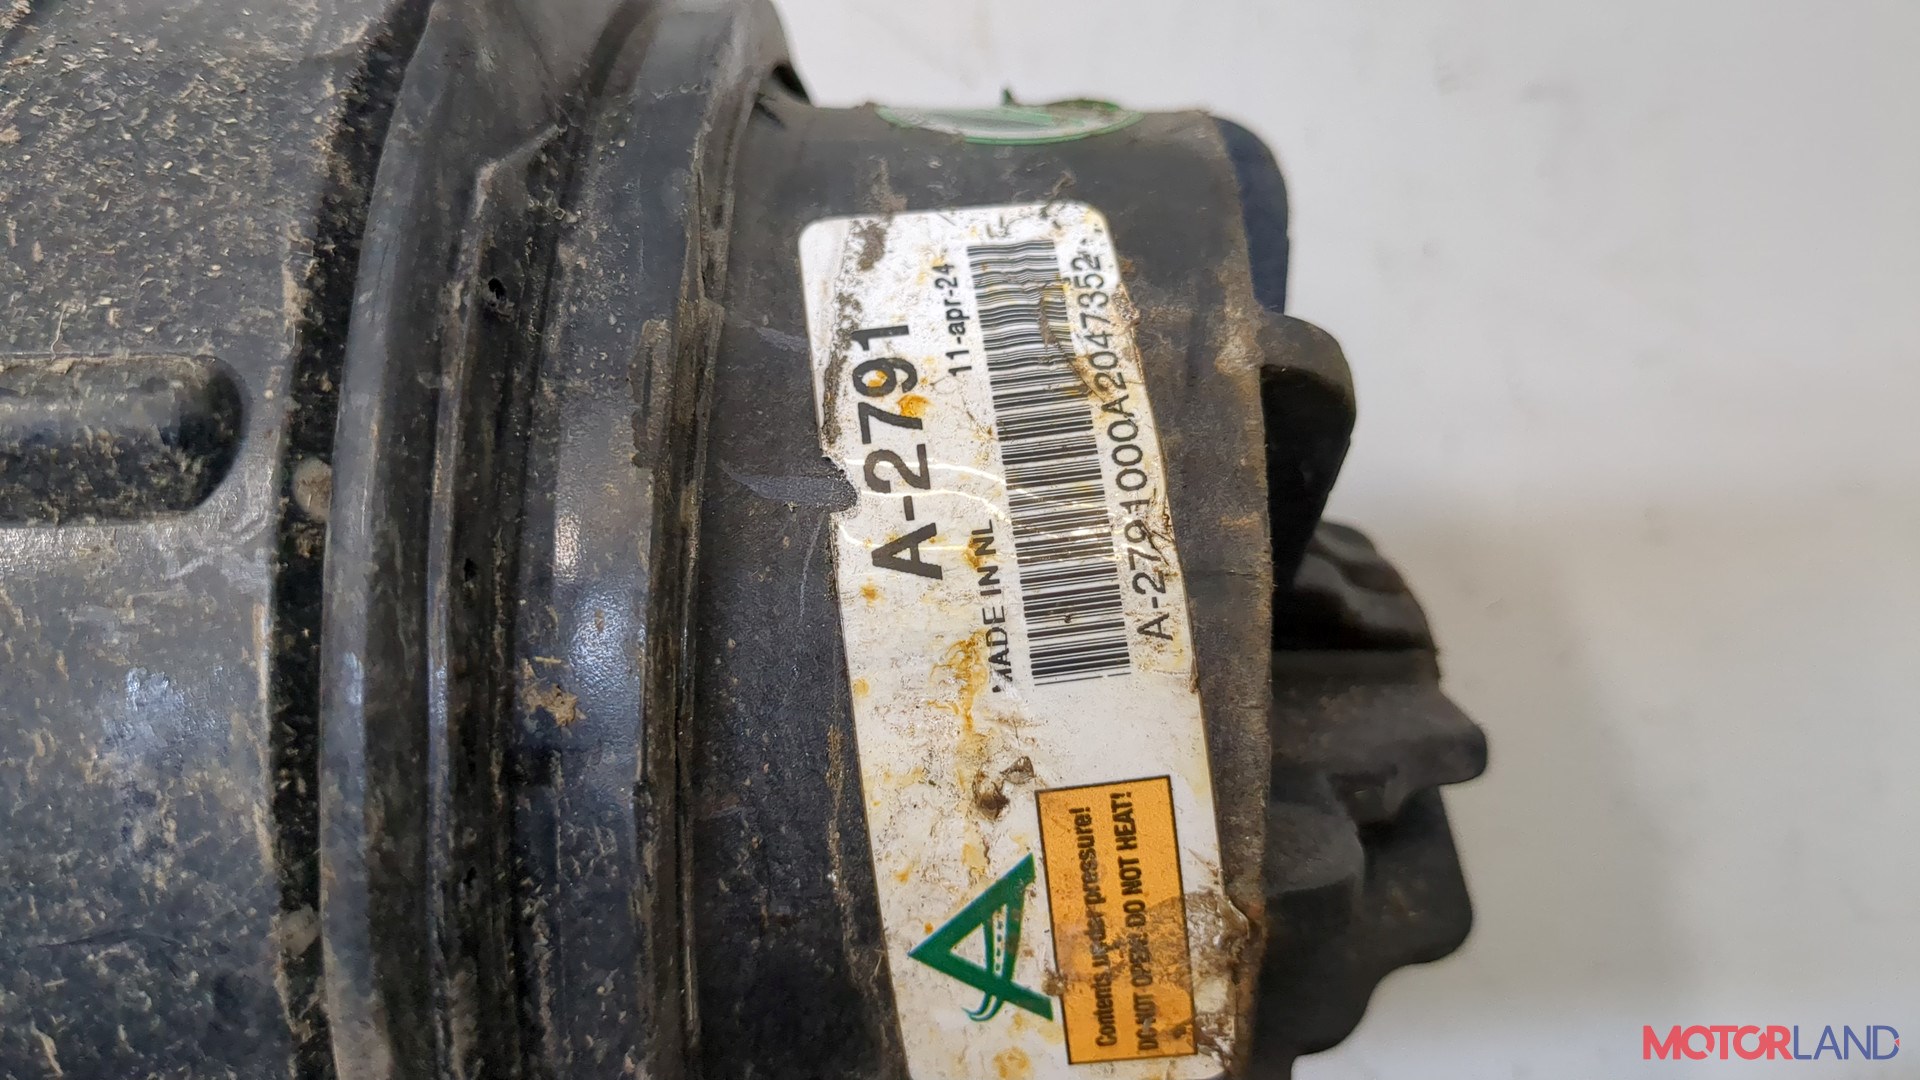 A-2791
11-apr-24
MADE IN NL
A-2791000A2047352
Contents under pressure!
DO NOT OPEN! DO NOT HEAT!
MOTORLAND